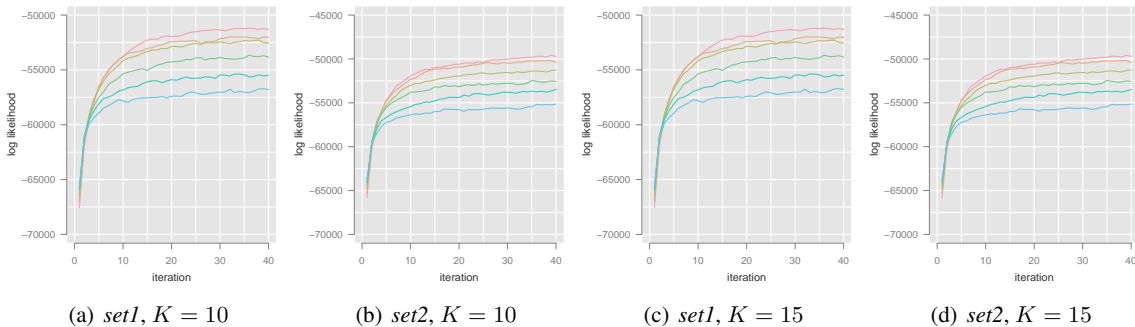 −50000
−55000
−60000
−65000
−70000
log likelihood
0 10 20 30 40
iteration
(a) set1, K = 10
−45000
−50000
−55000
−60000
−65000
−70000
log likelihood
0 10 20 30 40
iteration
(b) set2, K = 10
−50000
−55000
−60000
−65000
−70000
log likelihood
0 10 20 30 40
iteration
(c) set1, K = 15
−45000
−50000
−55000
−60000
−65000
−70000
log likelihood
0 10 20 30 40
iteration
(d) set2, K = 15